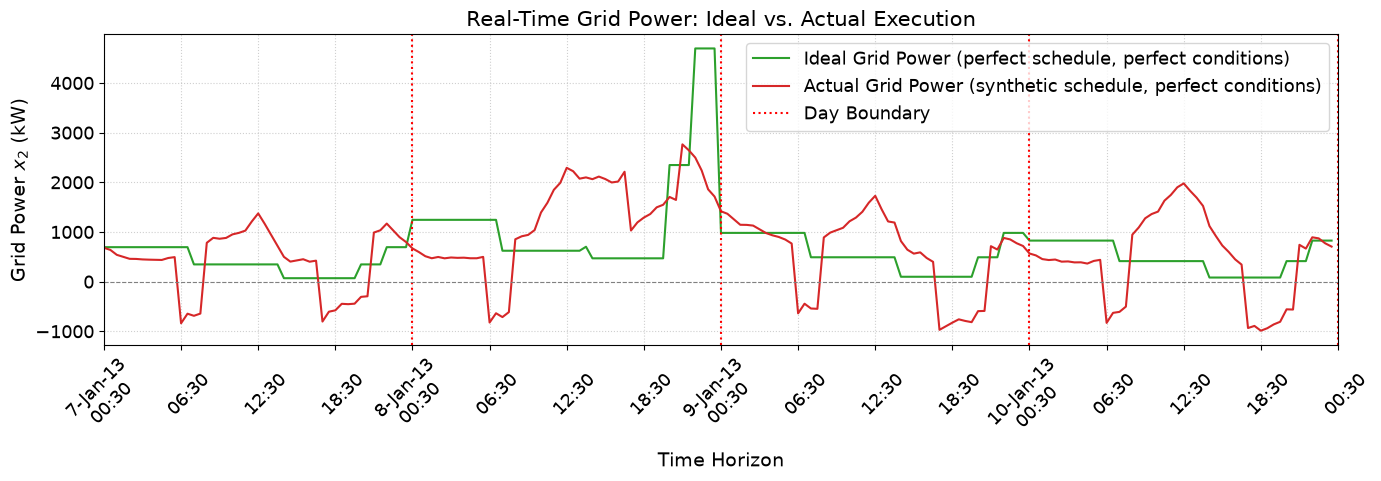 Real-Time Grid Power: Ideal vs. Actual Execution
Grid Power x₂ (kW)
4000
3000
2000
1000
0
−1000
Ideal Grid Power (perfect schedule, perfect conditions)
Actual Grid Power (synthetic schedule, perfect conditions)
Day Boundary
7-Jan-13
00:30
06:30
12:30
18:30
8-Jan-13
00:30
06:30
12:30
18:30
9-Jan-13
00:30
06:30
12:30
18:30
10-Jan-13
00:30
06:30
12:30
18:30
00:30
Time Horizon